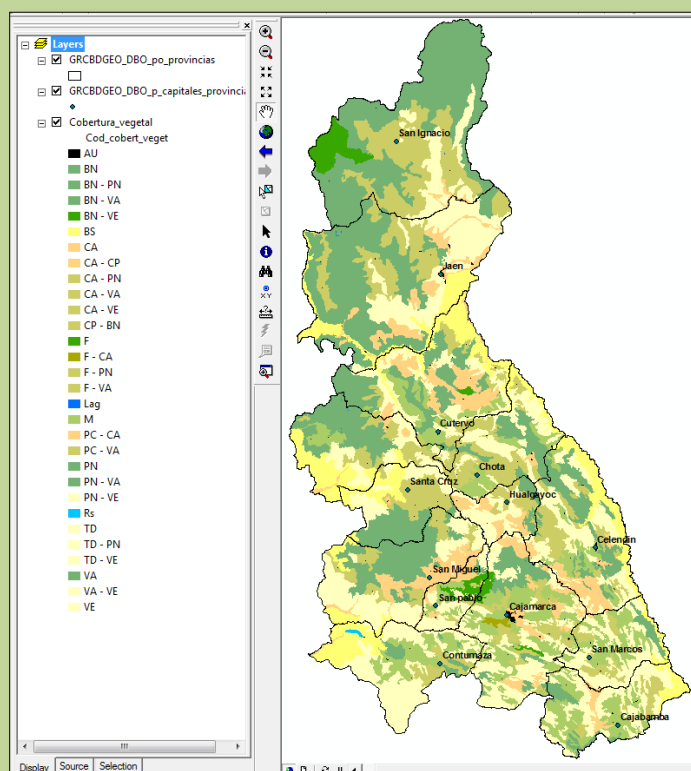 Layers
GRCBDGEO_DBO_po_provincias
GRCBDGEO_DBO_p_capitales_provincia
Cobertura_vegetal
Cod_cobert_veget
AU
BN
BN - PN
BN - VA
BN - VE
BS
CA
CA - CP
CA - PN
CA - VA
CA - VE
CP - BN
F
F - CA
F - PN
F - VA
Lag
M
PC - CA
PC - VA
PN
PN - VA
PN - VE
Rs
TD
TD - PN
TD - VE
VA
VA - VE
VE
Display Source Selection
XY
San Ignacio
Jaen
Cutervo
Chota
Santa Cruz
Hualgayoc
Celendin
San Miguel
San pablo
Cajamarca
San Marcos
Contumaza
Cajabamba